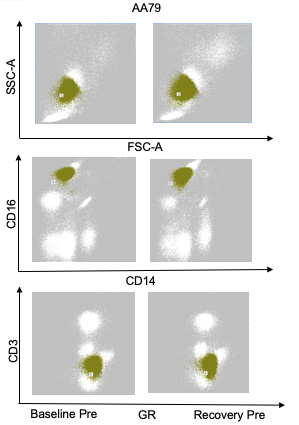 AA79
SSC-A
FSC-A
CD16
CD14
CD3
Baseline Pre GR Recovery Pre